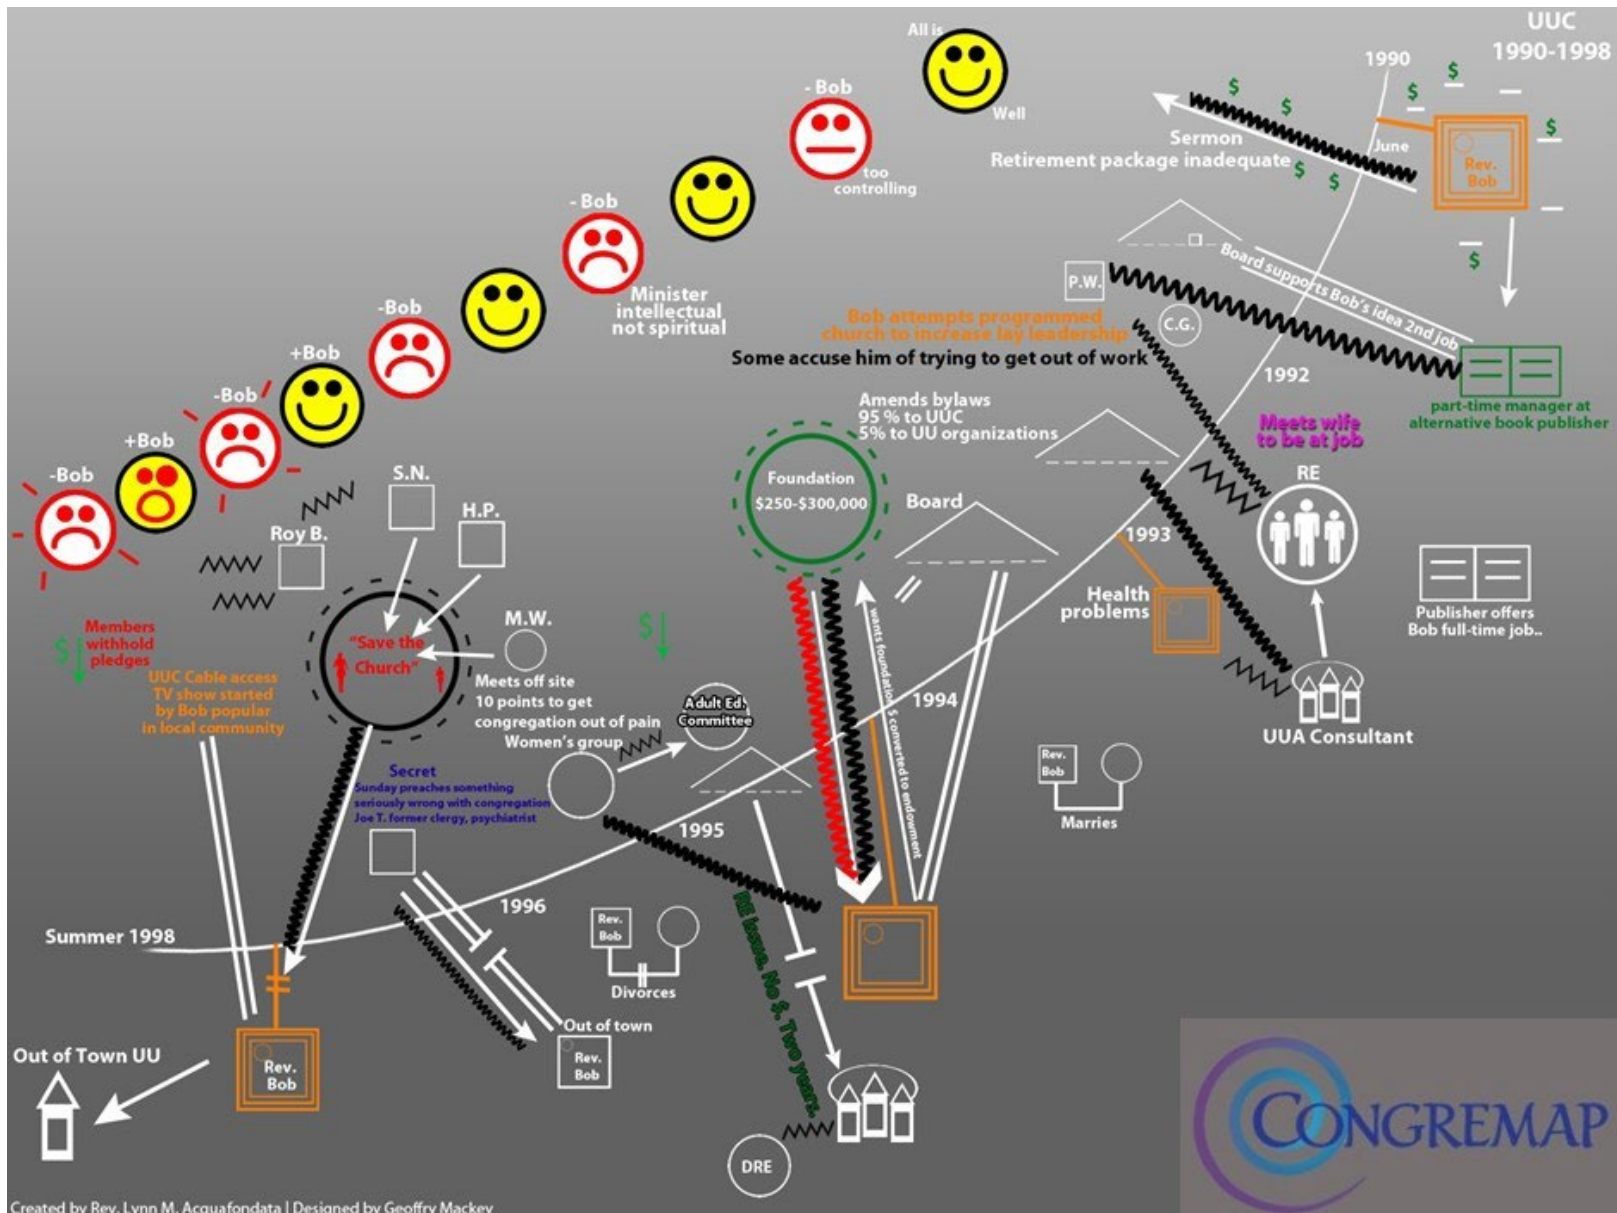 UUC
1990-1998
1990
All is
Well
- Bob
too
controlling
Sermon
Retirement package inadequate
June
$
$
$
$
$
$
$
$
Rev.
Bob
- Bob
Minister
intellectual
not spiritual
P.W.
C.G.
Board supports Bob's idea 2nd job
Bob attempts programmed
church to increase lay leadership
Some accuse him of trying to get out of work
1992
part-time manager at
alternative book publisher
Meets wife
to be at job
RE
-Bob
+Bob
-Bob
+Bob
-Bob
Amends bylaws
95 % to UUC
5% to UU organizations
Foundation
$250-$300,000
Board
1993
Health
problems
Publisher offers
Bob full-time job..
UUA Consultant
S.N.
H.P.
Roy B.
M.W.
"Save the
Church"
Members
withhold
pledges
$
$
UUC Cable access
TV show started
by Bob popular
in local community
Meets off site
10 points to get
congregation out of pain
Women's group
Adult Ed.
Committee
wants foundation $ converted to endowment
1994
Rev.
Bob
Marries
Secret
Sunday preaches something
seriously wrong with congregation
Joe T. former clergy, psychiatrist
1995
1996
Summer 1998
Rev.
Bob
Divorces
RE issue. No $. Two years.
Out of town
Rev.
Bob
Out of Town UU
Rev.
Bob
DRE
CONGREMAP
Created by Rev. Lynn M. Acquafondata | Designed by Geoffry Mackey